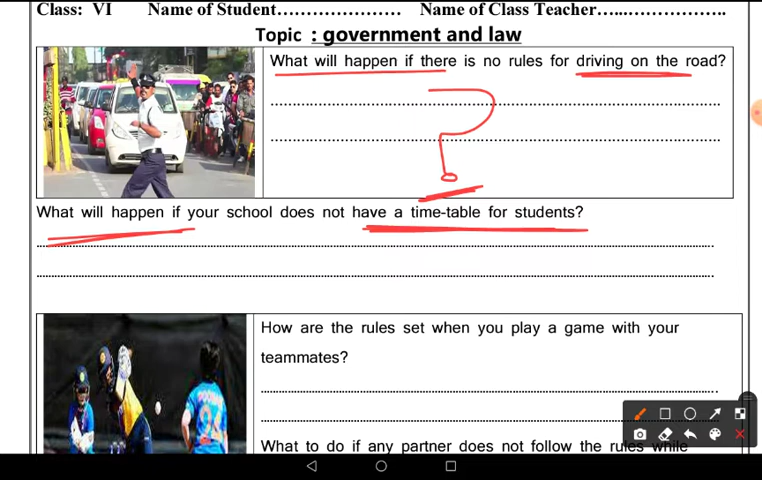 Class: VI Name of Student………………… Name of Class Teacher…...……………..
Topic : government and law
What will happen if there is no rules for driving on the road?
What will happen if your school does not have a time-table for students?
How are the rules set when you play a game with your
teammates?
What to do if any partner does not follow the rules while